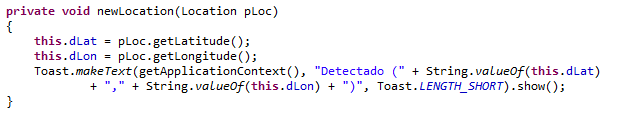 private void newLocation(Location pLoc)
{
    this.dLat = pLoc.getLatitude();
    this.dLon = pLoc.getLongitude();
    Toast.makeText(getApplicationContext(), "Detectado (" + String.valueOf(this.dLat)
            + "," + String.valueOf(this.dLon) + ")", Toast.LENGTH_SHORT).show();
}